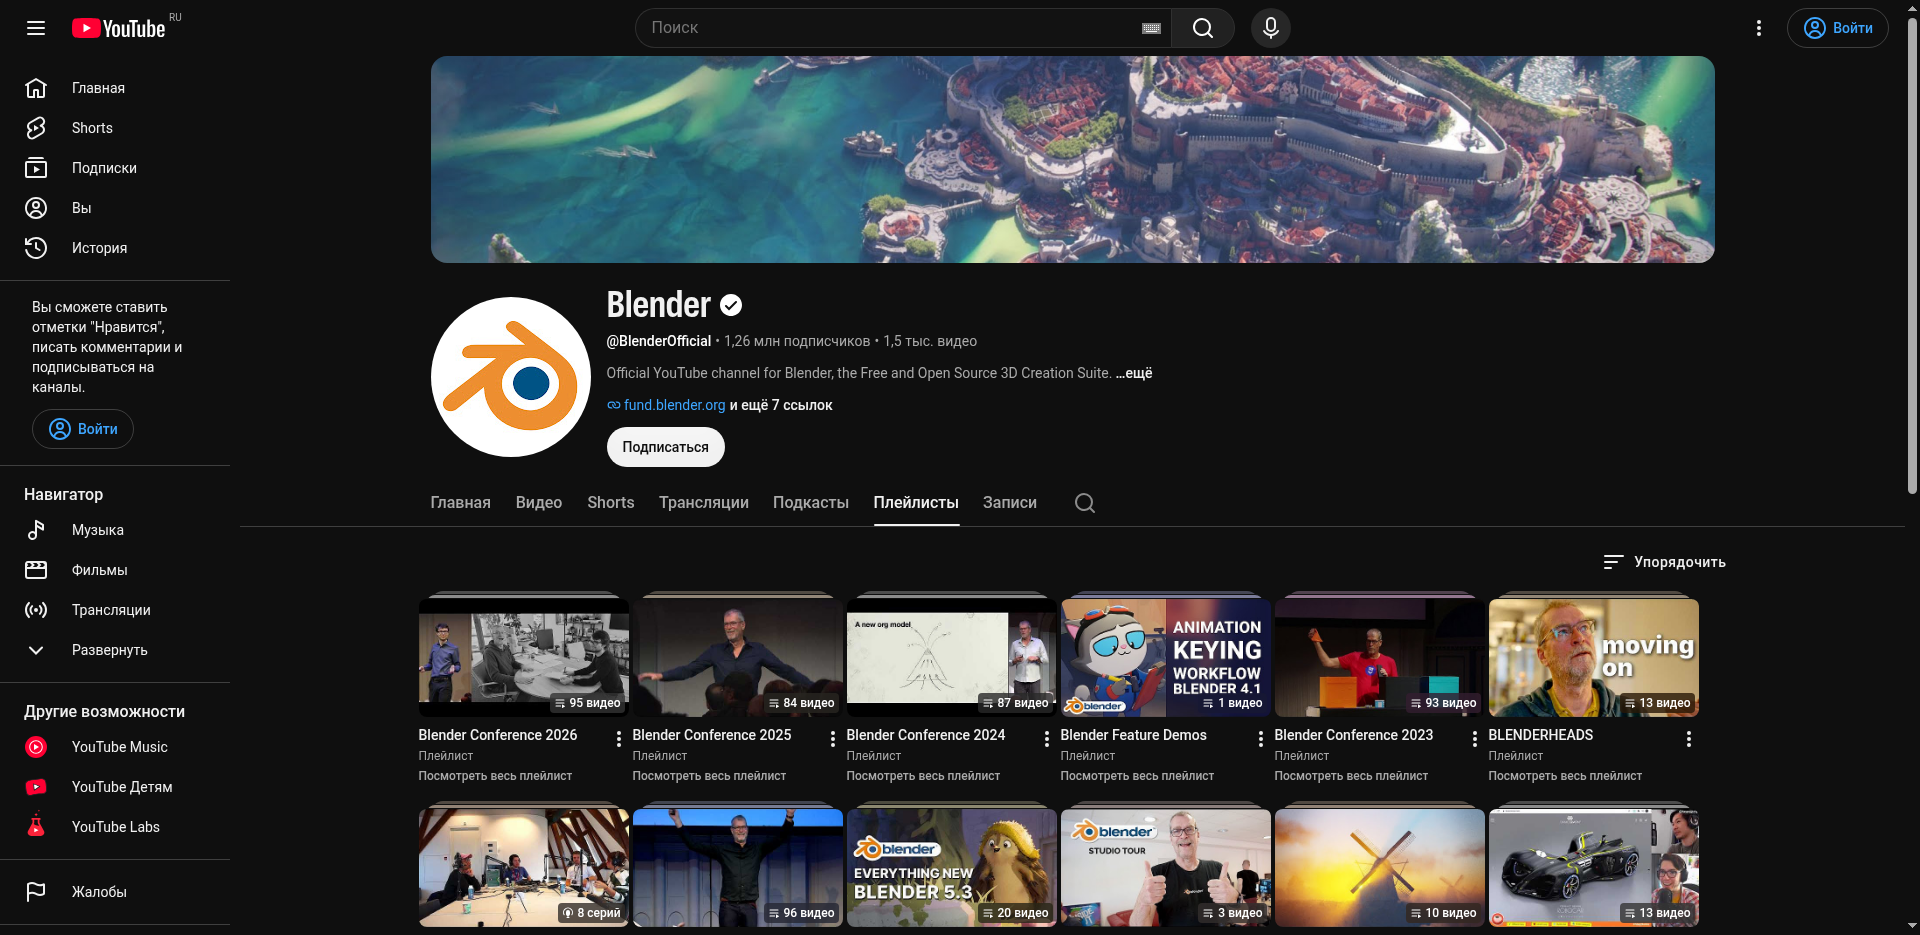 YouTube RU
Поиск
Войти
Главная
Shorts
Подписки
Вы
История
Вы сможете ставить
отметки "Нравится",
писать комментарии и
подписываться на
каналы.
Войти
Навигатор
Музыка
Фильмы
Трансляции
Развернуть
Другие возможности
YouTube Music
YouTube Детям
YouTube Labs
Жалобы
Blender
@BlenderOfficial • 1,26 млн подписчиков • 1,5 тыс. видео
Official YouTube channel for Blender, the Free and Open Source 3D Creation Suite. ...ещё
fund.blender.org и ещё 7 ссылок
Подписаться
Главная Видео Shorts Трансляции Подкасты Плейлисты Записи
Упорядочить
95 видео
Blender Conference 2026
Плейлист
Посмотреть весь плейлист
84 видео
Blender Conference 2025
Плейлист
Посмотреть весь плейлист
A new org model
87 видео
Blender Conference 2024
Плейлист
Посмотреть весь плейлист
ANIMATION
KEYING
WORKFLOW
BLENDER 4.1
blender
1 видео
Blender Feature Demos
Плейлист
Посмотреть весь плейлист
93 видео
Blender Conference 2023
Плейлист
Посмотреть весь плейлист
moving
on
13 видео
BLENDERHEADS
Плейлист
Посмотреть весь плейлист
8 серий
96 видео
blender
EVERYTHING NEW
BLENDER 5.3
20 видео
blender
STUDIO TOUR
3 видео
10 видео
13 видео